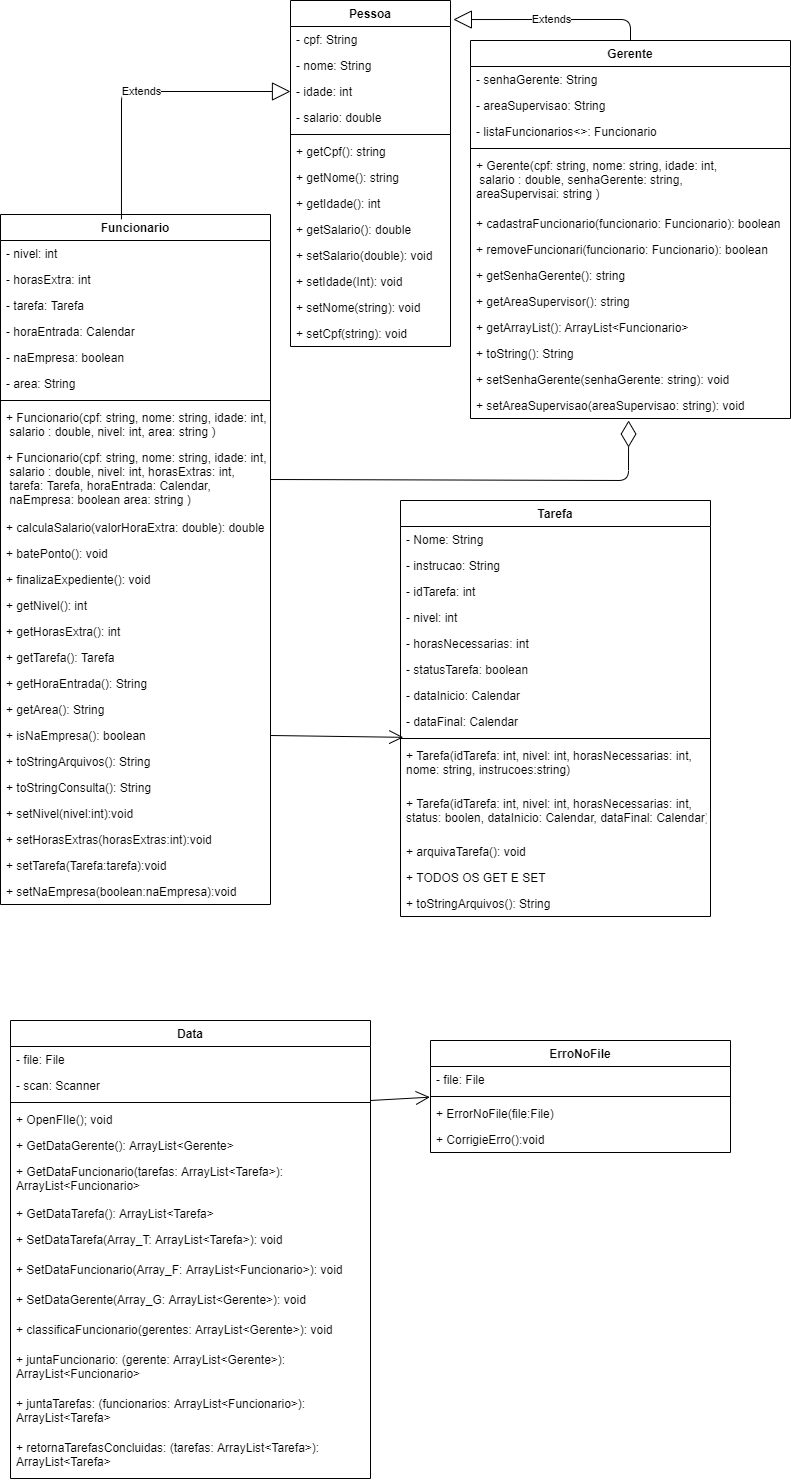 Pessoa
- cpf: String
- nome: String
- idade: int
- salario: double
+ getCpf(): string
+ getNome(): string
+ getIdade(): int
+ getSalario(): double
+ setSalario(double): void
+ setIdade(Int): void
+ setNome(string): void
+ setCpf(string): void
Extends
Gerente
- senhaGerente: String
- areaSupervisao: String
- listaFuncionarios<>: Funcionario
+ Gerente(cpf: string, nome: string, idade: int,
salario : double, senhaGerente: string,
areaSupervisai: string )
+ cadastraFuncionario(funcionario: Funcionario): boolean
+ removeFuncionari(funcionario: Funcionario): boolean
+ getSenhaGerente(): string
+ getAreaSupervisor(): string
+ getArrayList(): ArrayList<Funcionario>
+ toString(): String
+ setSenhaGerente(senhaGerente: string): void
+ setAreaSupervisao(areaSupervisao: string): void
Extends
Funcionario
- nivel: int
- horasExtra: int
- tarefa: Tarefa
- horaEntrada: Calendar
- naEmpresa: boolean
- area: String
+ Funcionario(cpf: string, nome: string, idade: int,
salario : double, nivel: int, area: string )
+ Funcionario(cpf: string, nome: string, idade: int,
salario : double, nivel: int, horasExtras: int,
tarefa: Tarefa, horaEntrada: Calendar,
naEmpresa: boolean area: string )
+ calculaSalario(valorHoraExtra: double): double
+ batePonto(): void
+ finalizaExpediente(): void
+ getNivel(): int
+ getHorasExtra(): int
+ getTarefa(): Tarefa
+ getHoraEntrada(): String
+ getArea(): String
+ isNaEmpresa(): boolean
+ toStringArquivos(): String
+ toStringConsulta(): String
+ setNivel(nivel:int):void
+ setHorasExtras(horasExtras:int):void
+ setTarefa(Tarefa:tarefa):void
+ setNaEmpresa(boolean:naEmpresa):void
Tarefa
- Nome: String
- instrucao: String
- idTarefa: int
- nivel: int
- horasNecessarias: int
- statusTarefa: boolean
- dataInicio: Calendar
- dataFinal: Calendar
+ Tarefa(idTarefa: int, nivel: int, horasNecessarias: int,
nome: string, instrucoes:string)
+ Tarefa(idTarefa: int, nivel: int, horasNecessarias: int,
status: boolen, dataInicio: Calendar, dataFinal: Calendar)
+ arquivaTarefa(): void
+ TODOS OS GET E SET
+ toStringArquivos(): String
Data
- file: File
- scan: Scanner
+ OpenFIle(); void
+ GetDataGerente(): ArrayList<Gerente>
+ GetDataFuncionario(tarefas: ArrayList<Tarefa>):
ArrayList<Funcionario>
+ GetDataTarefa(): ArrayList<Tarefa>
+ SetDataTarefa(Array_T: ArrayList<Tarefa>): void
+ SetDataFuncionario(Array_F: ArrayList<Funcionario>): void
+ SetDataGerente(Array_G: ArrayList<Gerente>): void
+ classificaFuncionario(gerentes: ArrayList<Gerente>): void
+ juntaFuncionario: (gerente: ArrayList<Gerente>):
ArrayList<Funcionario>
+ juntaTarefas: (funcionarios: ArrayList<Funcionario>):
ArrayList<Tarefa>
+ retornaTarefasConcluidas: (tarefas: ArrayList<Tarefa>):
ArrayList<Tarefa>
ErroNoFile
- file: File
+ ErrorNoFile(file:File)
+ CorrigieErro():void